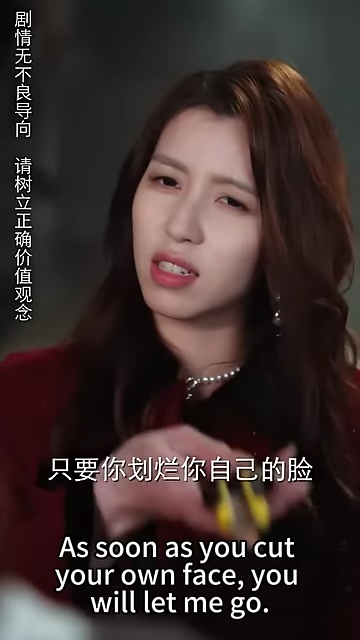 剧情无不良导向 请树立正确价值观念
只要你划烂你自己的脸
As soon as you cut
your own face, you
will let me go.